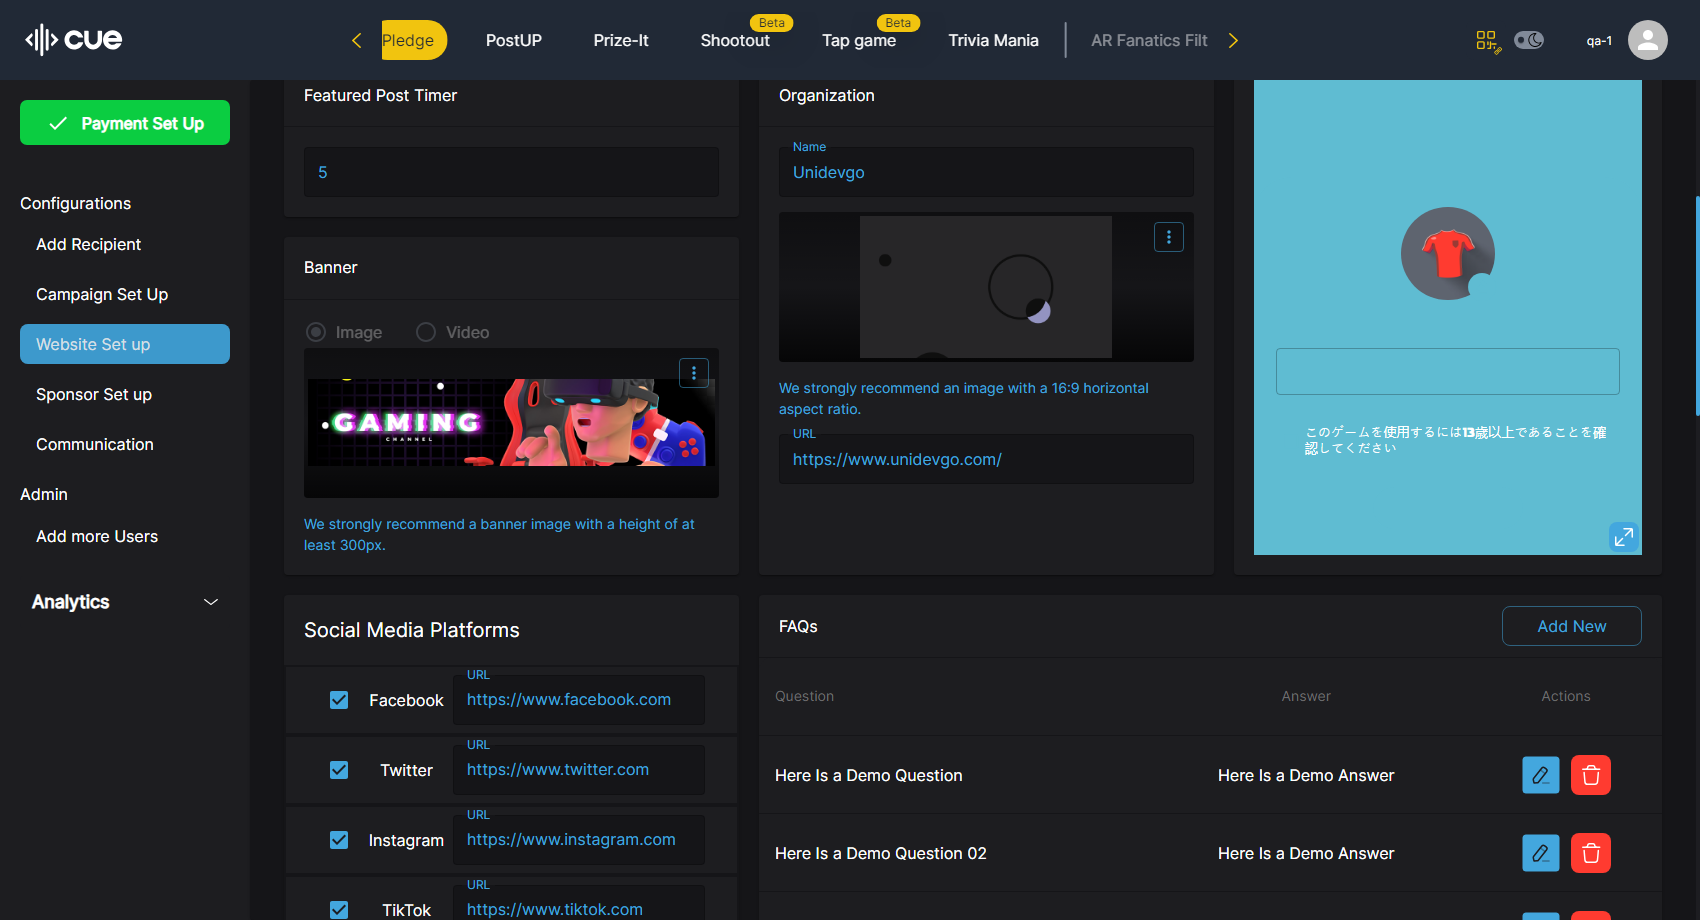 cue
Pledge
PostUP
Prize-It
Shootout
Beta
Tap game
Beta
Trivia Mania
AR Fanatics Filt
qa-1
Payment Set Up
Configurations
Add Recipient
Campaign Set Up
Website Set up
Sponsor Set up
Communication
Admin
Add more Users
Analytics
Featured Post Timer
5
Banner
Image
Video
GAMING
CHANNEL
We strongly recommend a banner image with a height of at
least 300px.
Organization
Name
Unidevgo
We strongly recommend an image with a 16:9 horizontal
aspect ratio.
URL
https://www.unidevgo.com/
このゲームを使用するには13歳以上であることを確
認してください
Social Media Platforms
Facebook
URL
https://www.facebook.com
Twitter
URL
https://www.twitter.com
Instagram
URL
https://www.instagram.com
TikTok
URL
https://www.tiktok.com
FAQs
Add New
Question
Answer
Actions
Here Is a Demo Question
Here Is a Demo Answer
Here Is a Demo Question 02
Here Is a Demo Answer